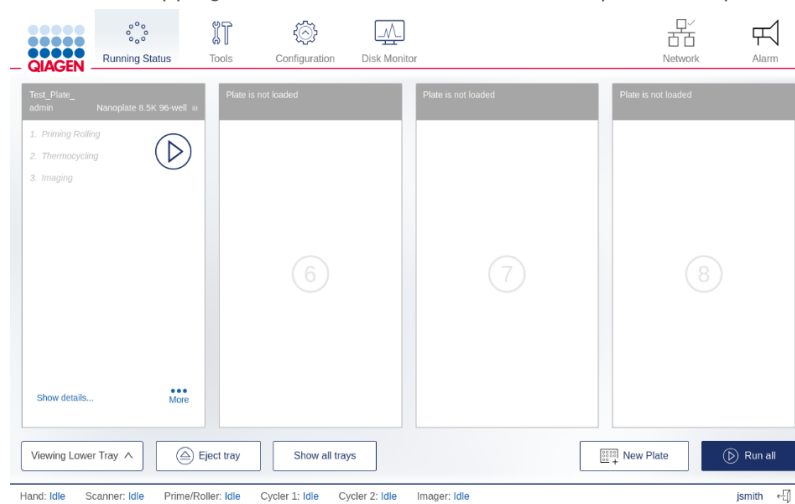 QIAGEN
Running Status
Tools
Configuration
Disk Monitor
Network
Alarm
Test_Plate_
admin Nanoplate 8.5K 96-well
1. Priming Rolling
2. Thermocycling
3. Imaging
Show details...
More
Plate is not loaded
6
Plate is not loaded
7
Plate is not loaded
8
Viewing Lower Tray
Eject tray
Show all trays
New Plate
Run all
Hand: Idle Scanner: Idle Prime/Roller: Idle Cycler 1: Idle Cycler 2: Idle Imager: Idle jsmith